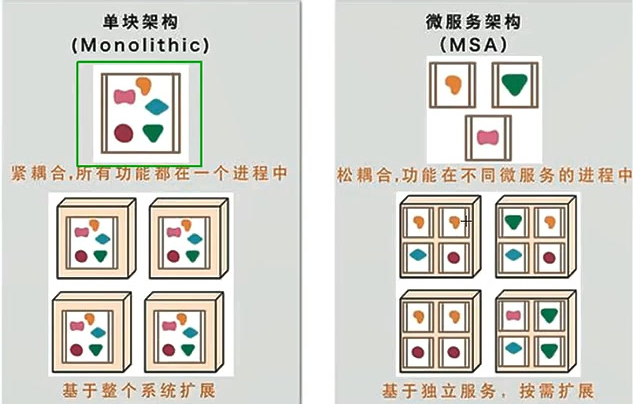 单块架构
(Monolithic)
紧耦合,所有功能都在一个进程中
基于整个系统扩展
微服务架构
(MSA)
松耦合,功能在不同微服务的进程中
基于独立服务，按需扩展